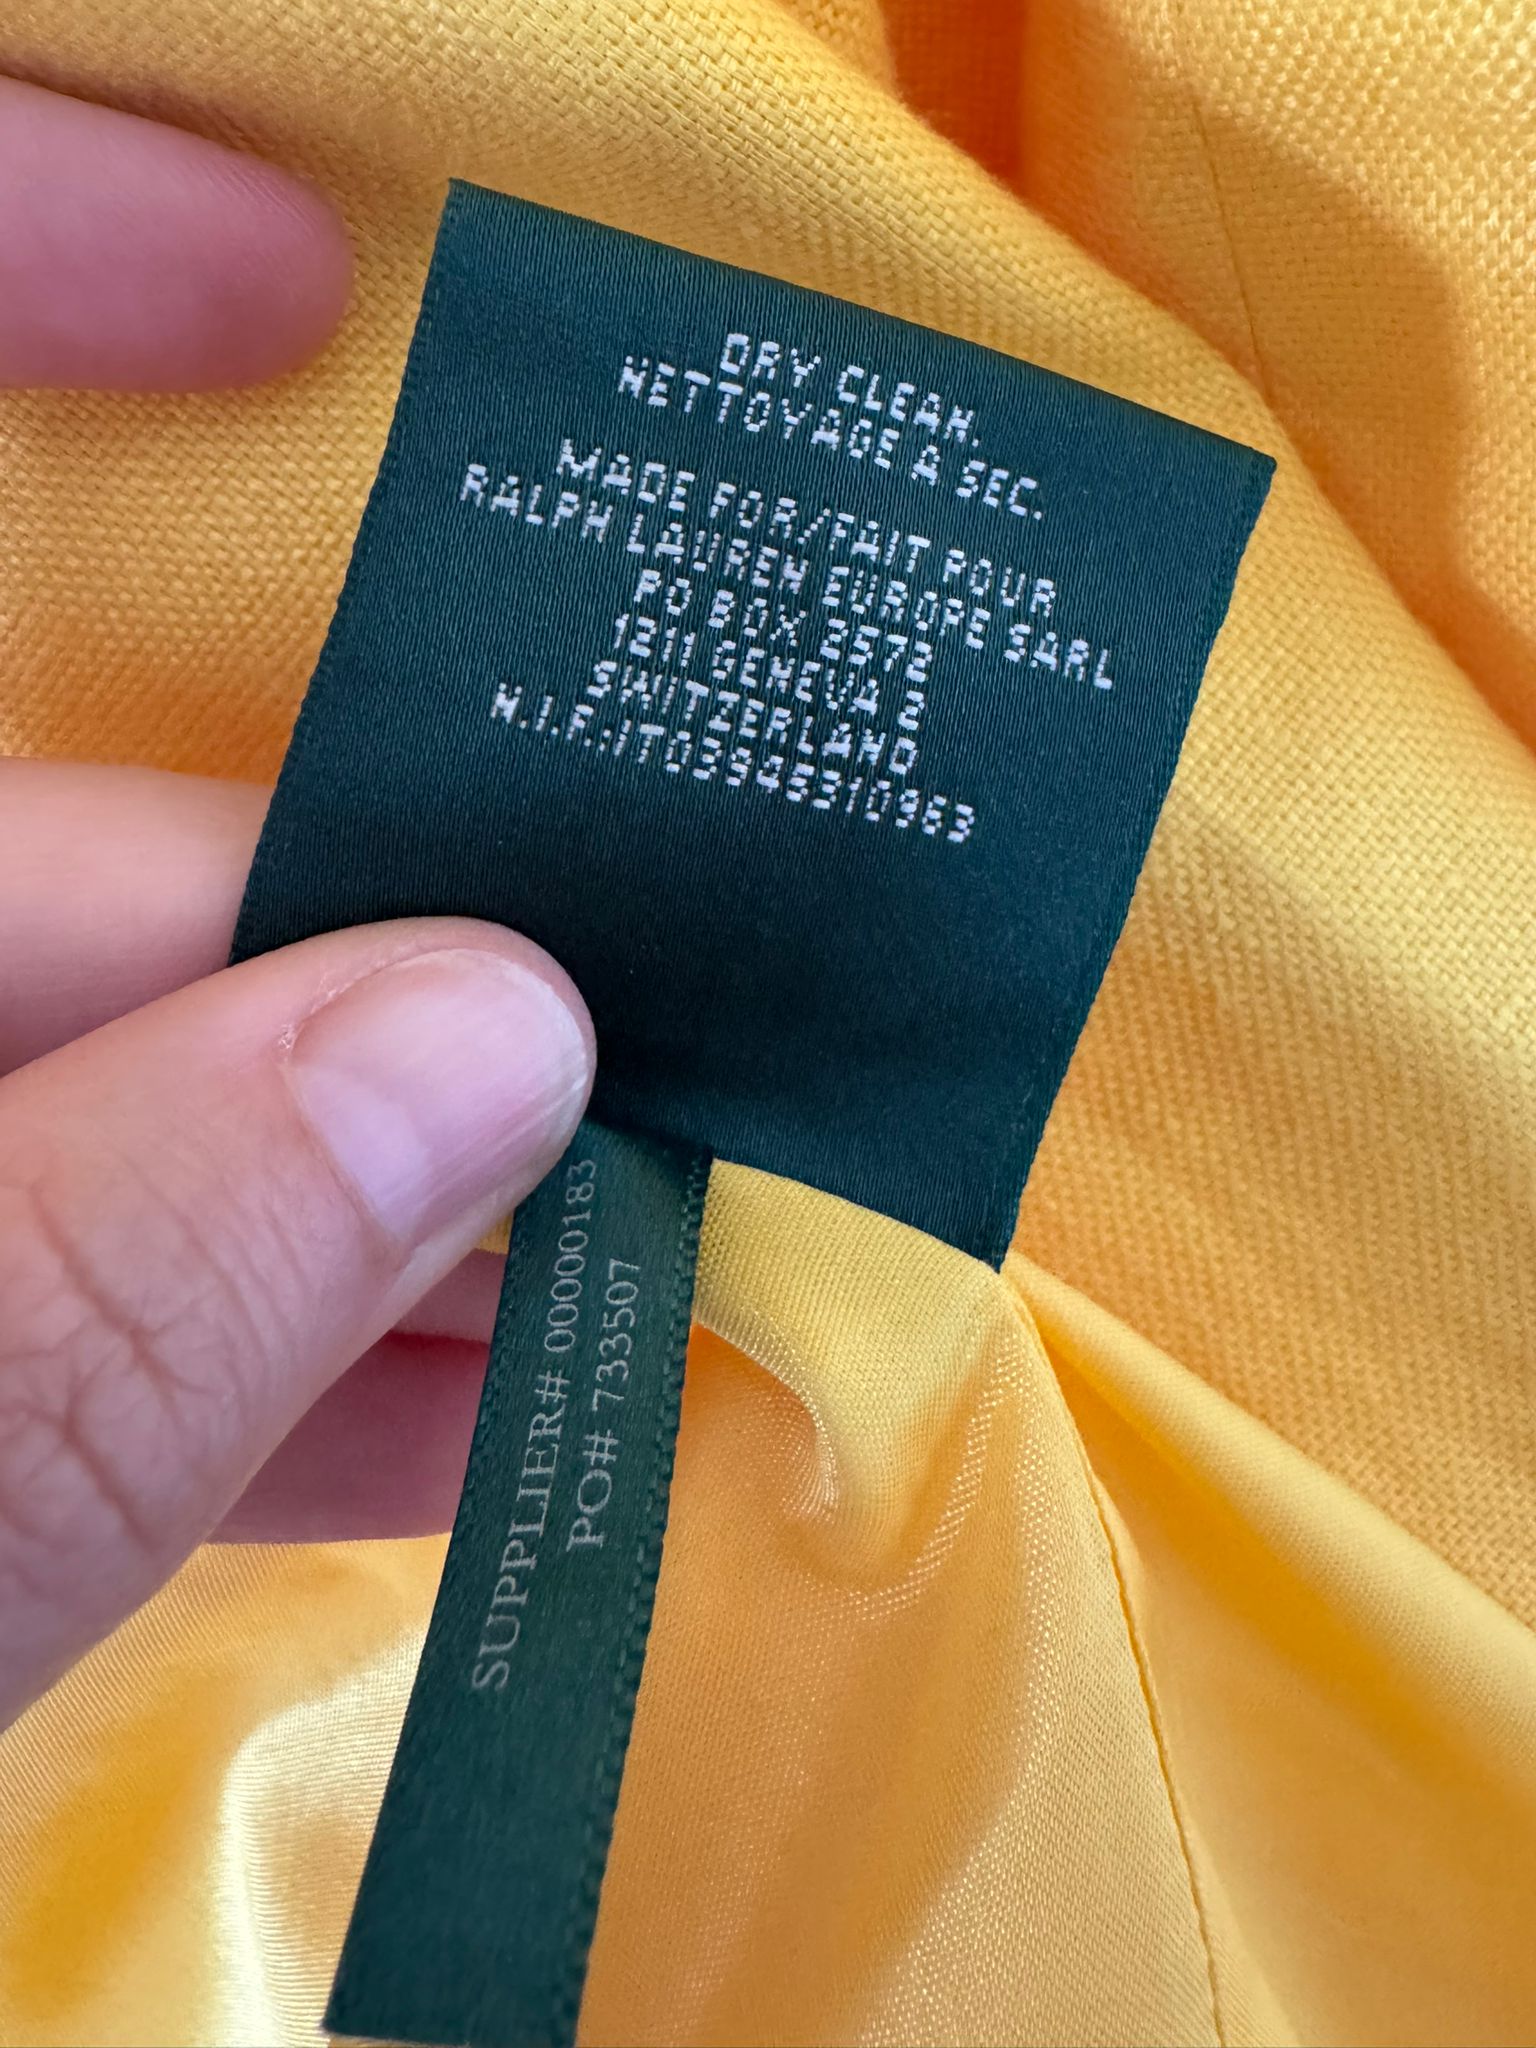 DRY CLEAN.
NETTOYAGE A SEC.
MADE FOR/FAIT POUR
RALPH LAUREN EUROPE SARL
PO BOX 2572
1211 GENEVA 2
SWITZERLAND
N.I.F.:IT03945310963
SUPPLIER# 00000183
PO# 733507